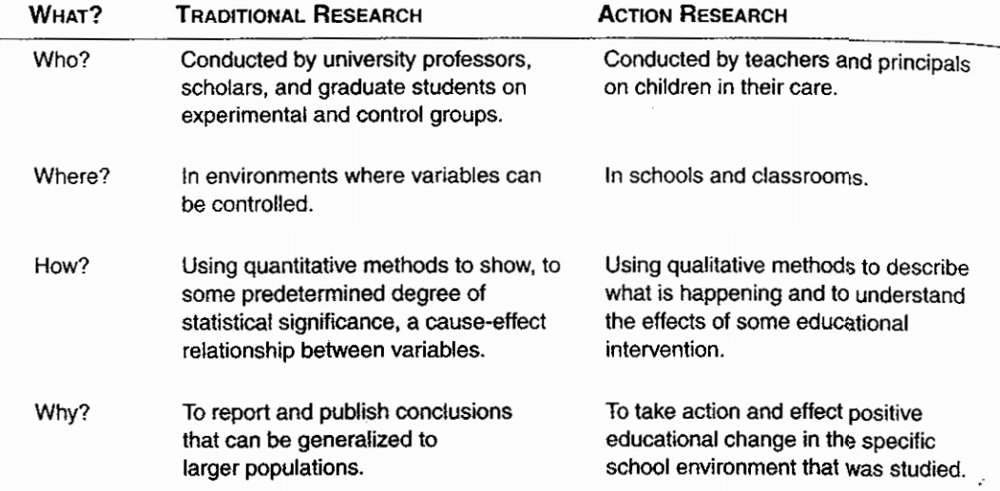 WHAT? TRADITIONAL RESEARCH ACTION RESEARCH
Who? Conducted by university professors, Conducted by teachers and principals
scholars, and graduate students on on children in their care.
experimental and control groups.
Where? In environments where variables can In schools and classrooms.
be controlled.
How? Using quantitative methods to show, to Using qualitative methods to describe
some predetermined degree of what is happening and to understand
statistical significance, a cause-effect the effects of some educational
relationship between variables. intervention.
Why? To report and publish conclusions To take action and effect positive
that can be generalized to educational change in the specific
larger populations. school environment that was studied.